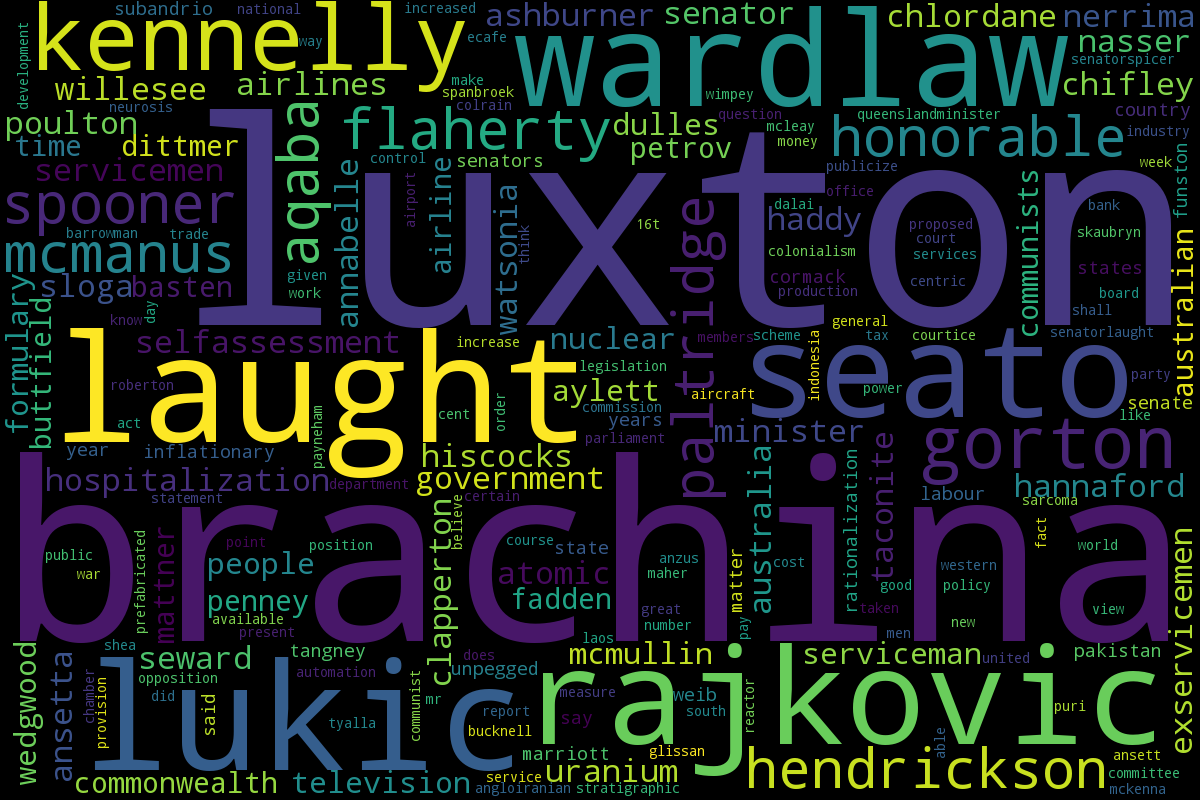 subandrio national increased
kennelly way ecafe
ashburner senator chlordane nerrima
wardlaw nasser senatorspicer
development willesee airlines make spanbroek wimpey chifley
neurosis colrain
poulton flaherty dulles question queenslandminister country
time dittmer petrov mcleay money honorable industry
servicemen aqaba control senators publicize week funston
spooner luxton annabelle airport airline watsonia think 16t paltridge office dalai haddy proposed court services bank
mcmanus barrowman trade colonialism communists skaubryn
sloga basten given work cormack production centric states board australian
formulary buttfield know day general shall
selfassessment increase nuclear members scheme indonesia tax courtice senatorlaught
laught legislation seato party
roberton aylett aircraft power senate like
act payneham cent order commission years
year inflationary parliament minister gorton
hiscocks
hospitalization department government australia rationalization taconite labour hannaford
statement certain sarcoma
brachina believe
public war prefabricated mattner point position clapperton course state anzus maher matter cost western world fact exservicemen
people atomic good policy
penney available fadden great number taken view
present laos pay men new
wedgwood shea seward tangney does mcmullin serviceman united pakistan
ansetta opposition automation unpegged
chamber provision did said lukic communist mr measure weib rajkovic reactor puri
tyalla report say south
bucknell able
marriott glissan ansett
commonwealth television service uranium hendrickson committee
angloiranian stratigraphic mckenna